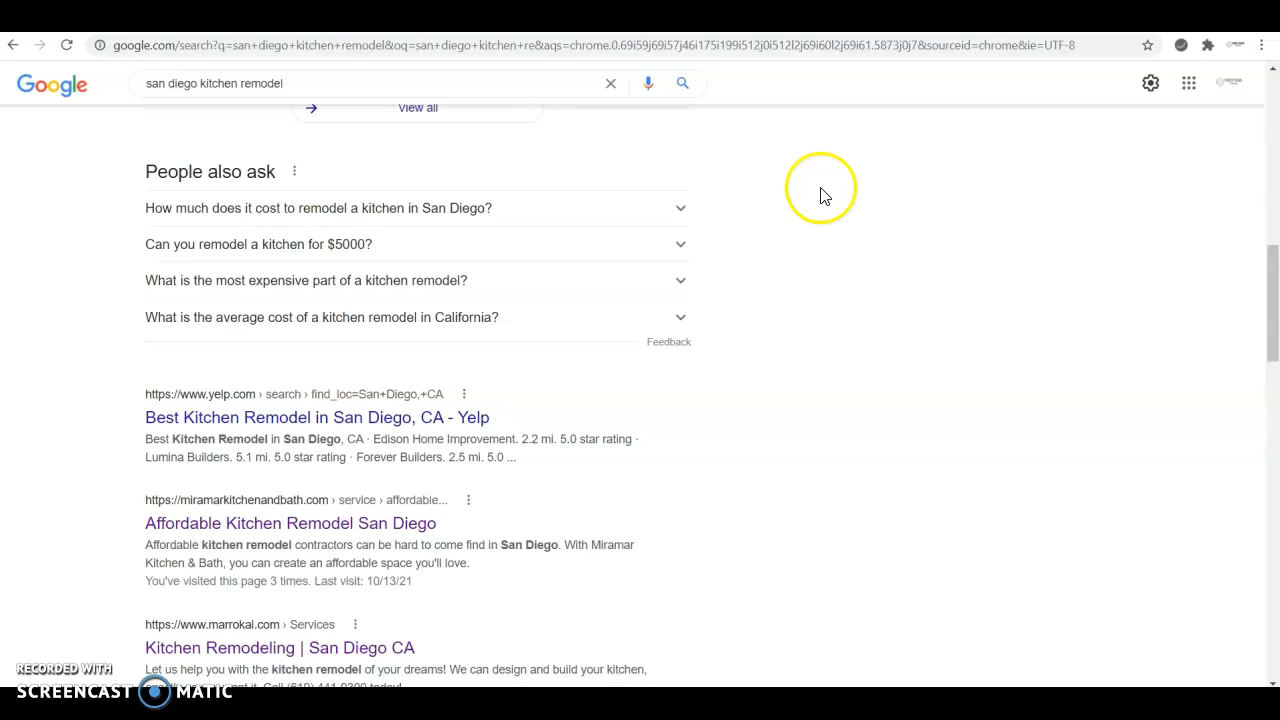 google.com/search?q=san+diego+kitchen+remodel&oq=san+diego+kitchen+re&aqs=chrome.0.69i59j69i57j46i175i199i512j0i512l2j69i60l2j69i61.5873j0j7&sourceid=chrome&ie=UTF-8
Google
san diego kitchen remodel
View all
People also ask
How much does it cost to remodel a kitchen in San Diego?
Can you remodel a kitchen for $5000?
What is the most expensive part of a kitchen remodel?
What is the average cost of a kitchen remodel in California?
Feedback
https://www.yelp.com › search › find_loc=San+Diego,+CA
Best Kitchen Remodel in San Diego, CA - Yelp
Best Kitchen Remodel in San Diego, CA · Edison Home Improvement. 2.2 mi. 5.0 star rating ·
Lumina Builders. 5.1 mi. 5.0 star rating · Forever Builders. 2.5 mi. 5.0 ...
https://miramarkitchenandbath.com › service › affordable...
Affordable Kitchen Remodel San Diego
Affordable kitchen remodel contractors can be hard to come find in San Diego. With Miramar
Kitchen & Bath, you can create an affordable space you'll love.
You've visited this page 3 times. Last visit: 10/13/21
https://www.marrokal.com › Services
Kitchen Remodeling | San Diego CA
Let us help you with the kitchen remodel of your dreams! We can design and build your kitchen,
RECORDED WITH
SCREENCAST MATIC